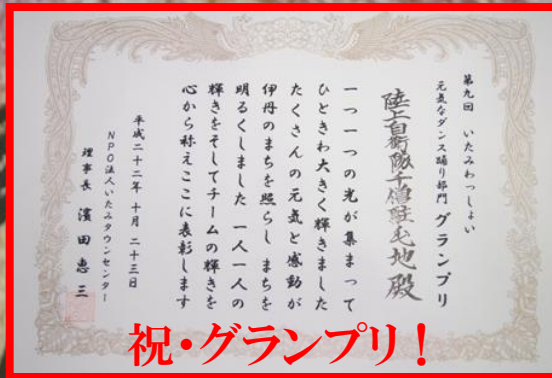 第九回 いたみわっしょい
元気なダンス踊り部門 グランプリ
陸上自衛隊千僧駐屯地殿
一つ一つの光が集まって
ひときわ大きく輝きました
たくさんの元気と感動が
伊丹のまちを照らし まちを
明るくしました 一人一人の
輝きをそしてチームの輝きを
心から称えここに表彰します
平成二十二年 十月 二十三日
NPO法人いたみタウンセンター
理事長 濱田恵三
祝・グランプリ!